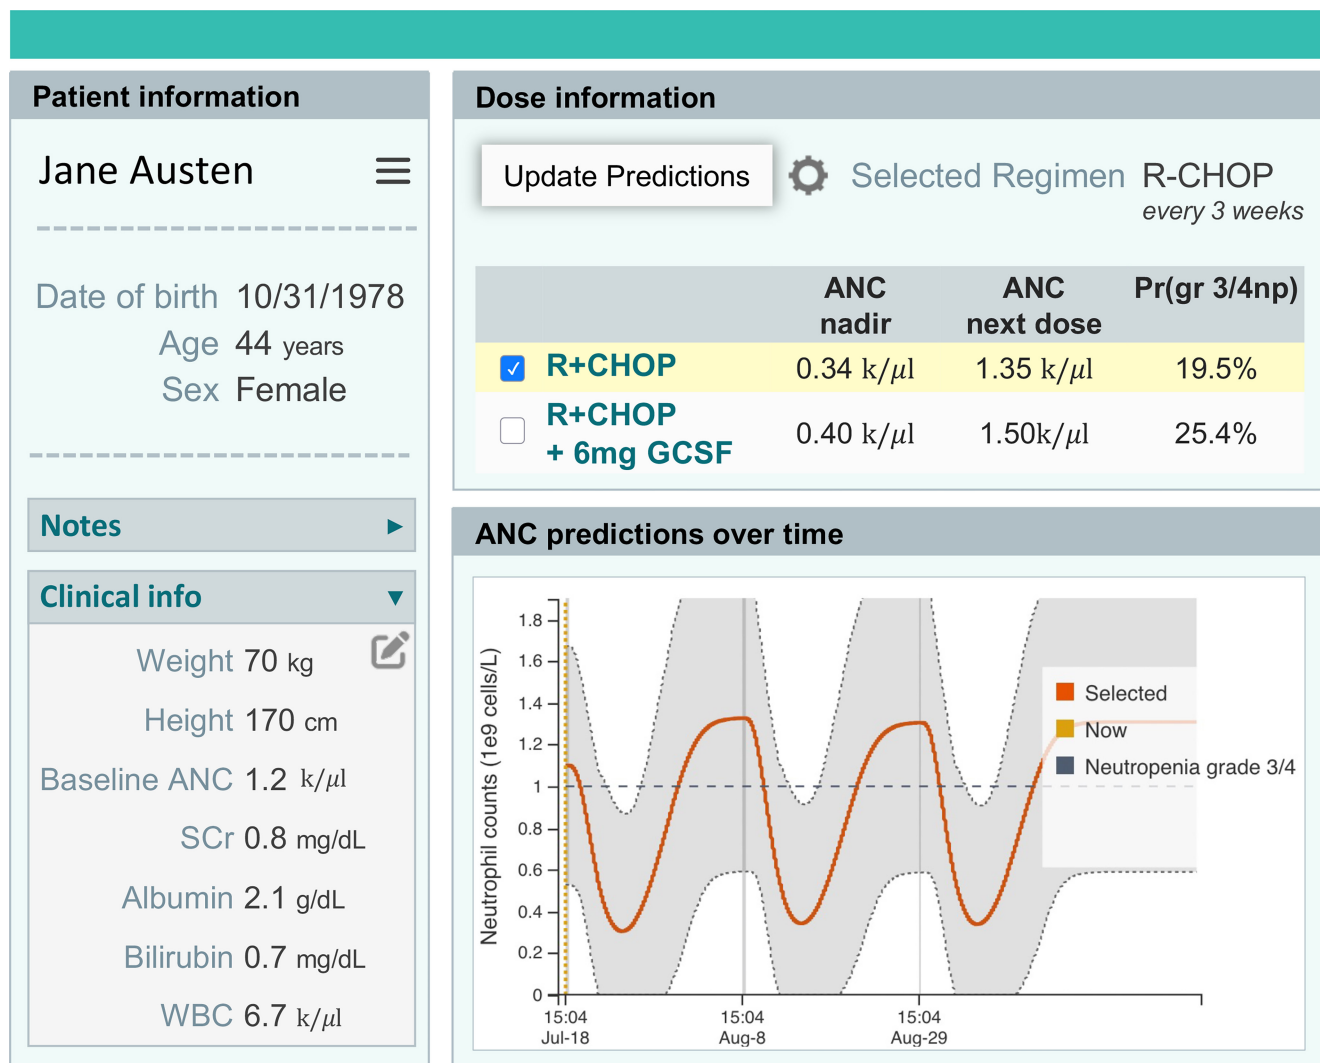 Patient information
Jane Austen
Date of birth 10/31/1978
Age 44 years
Sex Female
Notes
Clinical info
Weight 70 kg
Height 170 cm
Baseline ANC 1.2 k/μl
SCr 0.8 mg/dL
Albumin 2.1 g/dL
Bilirubin 0.7 mg/dL
WBC 6.7 k/μl
Dose information
Update Predictions Selected Regimen R-CHOP
every 3 weeks
ANC nadir ANC next dose Pr(gr 3/4np)
R+CHOP 0.34 k/μl 1.35 k/μl 19.5%
R+CHOP
+ 6mg GCSF 0.40 k/μl 1.50k/μl 25.4%
ANC predictions over time
Neutrophil counts (1e9 cells/L)
1.8
1.6
1.4
1.2
1
0.8
0.6
0.4
0.2
0
Selected
Now
Neutropenia grade 3/4
15:04 15:04 15:04
Jul-18 Aug-8 Aug-29